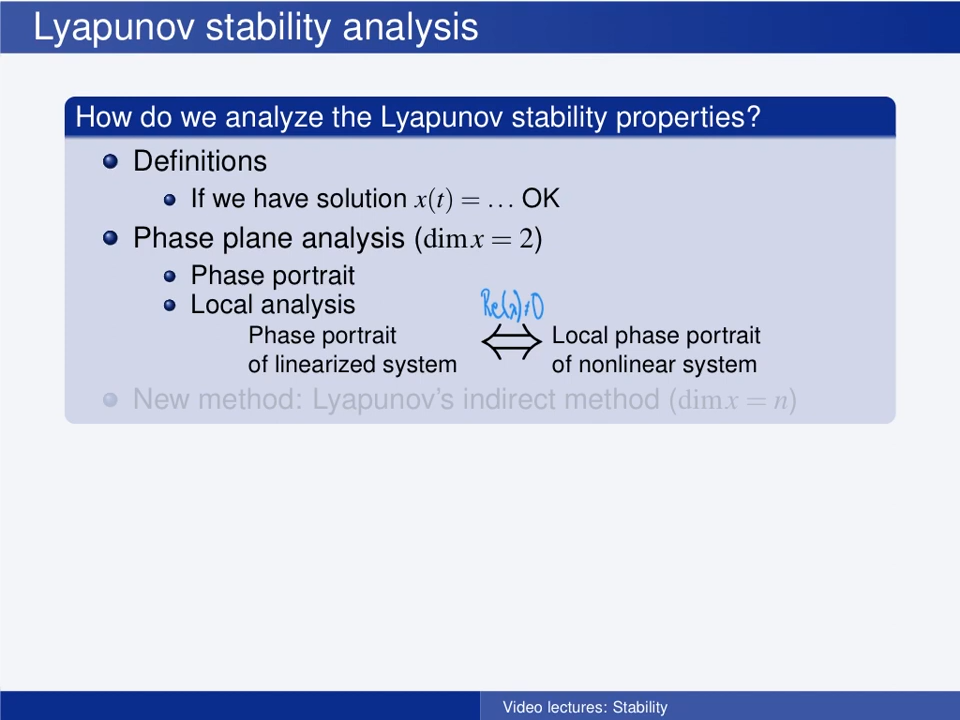 Lyapunov stability analysis
How do we analyze the Lyapunov stability properties?
Definitions
If we have solution x(t) = ... OK
Phase plane analysis (dim x = 2)
Phase portrait
Local analysis
Re(λ)≠0
Phase portrait ⟺ Local phase portrait
of linearized system of nonlinear system
New method: Lyapunov's indirect method (dim x = n)
Video lectures: Stability